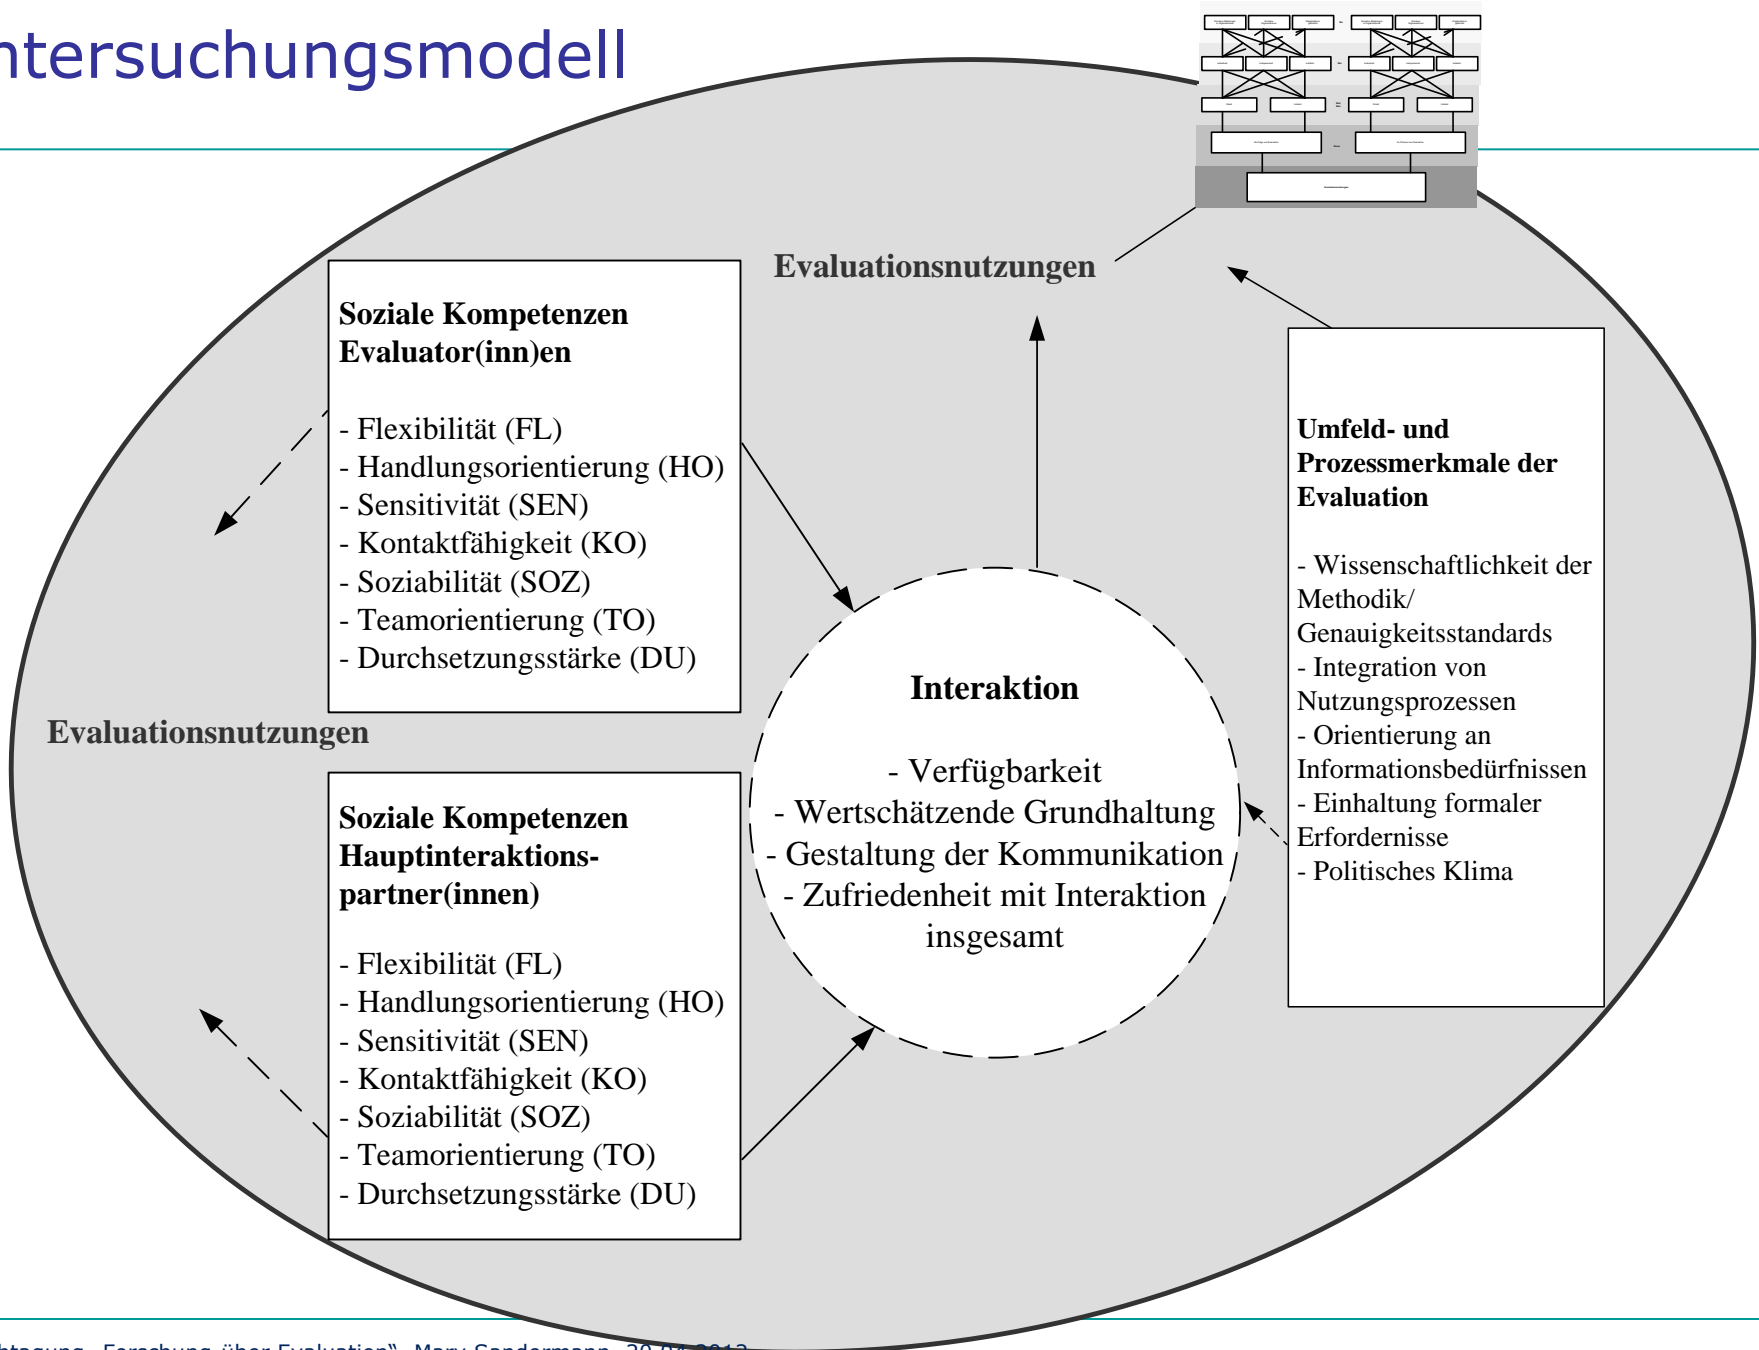 ntersuchungsmodell
Evaluationsnutzungen
Soziale Kompetenzen
Evaluator(inn)en
- Flexibilität (FL)
- Handlungsorientierung (HO)
- Sensitivität (SEN)
- Kontaktfähigkeit (KO)
- Soziabilität (SOZ)
- Teamorientierung (TO)
- Durchsetzungsstärke (DU)
Umfeld- und
Prozessmerkmale der
Evaluation
- Wissenschaftlichkeit der
Methodik/
Genauigkeitsstandards
- Integration von
Nutzungsprozessen
- Orientierung an
Informationsbedürfnissen
- Einhaltung formaler
Erfordernisse
- Politisches Klima
Interaktion
- Verfügbarkeit
- Wertschätzende Grundhaltung
- Gestaltung der Kommunikation
- Zufriedenheit mit Interaktion
insgesamt
Evaluationsnutzungen
Soziale Kompetenzen
Hauptinteraktions-
partner(innen)
- Flexibilität (FL)
- Handlungsorientierung (HO)
- Sensitivität (SEN)
- Kontaktfähigkeit (KO)
- Soziabilität (SOZ)
- Teamorientierung (TO)
- Durchsetzungsstärke (DU)
htagung „Forschung über Evaluation“, Mary Sandermann, 20.04.2012